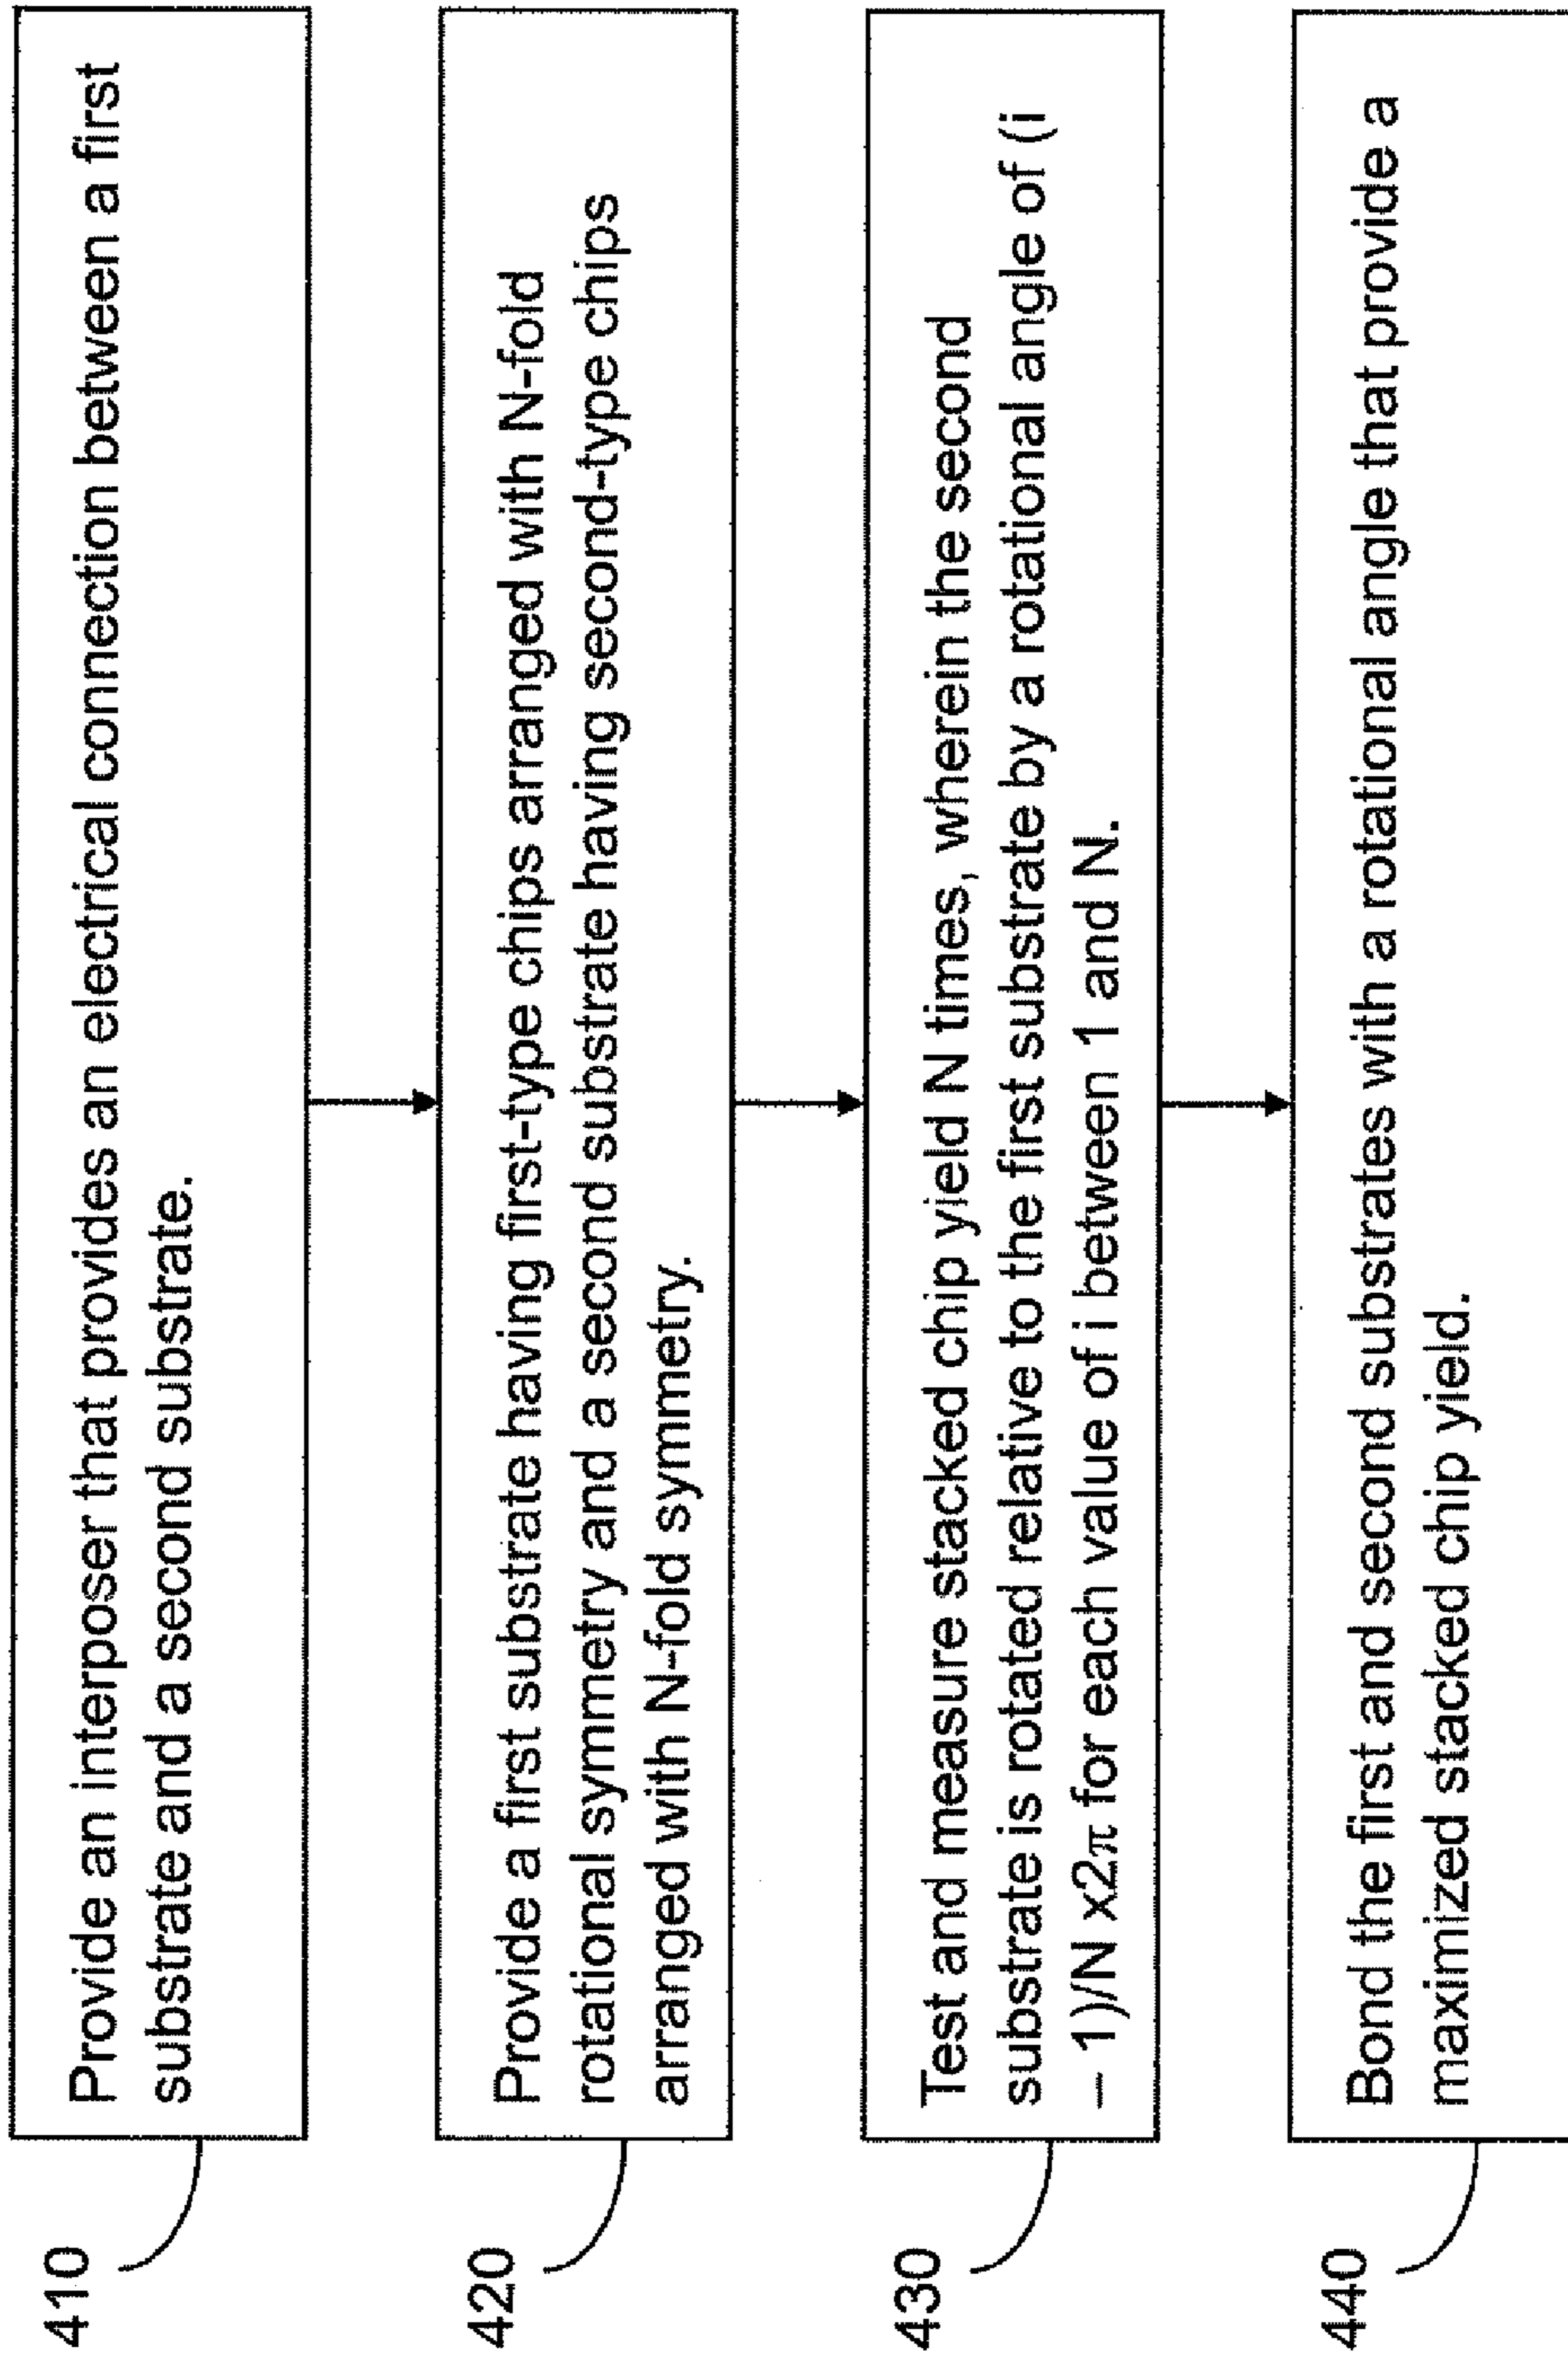 410
Provide an interposer that provides an electrical connection between a first
substrate and a second substrate.
420
Provide a first substrate having first-type chips arranged with N-fold
rotational symmetry and a second substrate having second-type chips
arranged with N-fold symmetry.
430
Test and measure stacked chip yield N times, wherein the second
substrate is rotated relative to the first substrate by a rotational angle of (i
– 1)/N x2π for each value of i between 1 and N.
440
Bond the first and second substrates with a rotational angle that provide a
maximized stacked chip yield.